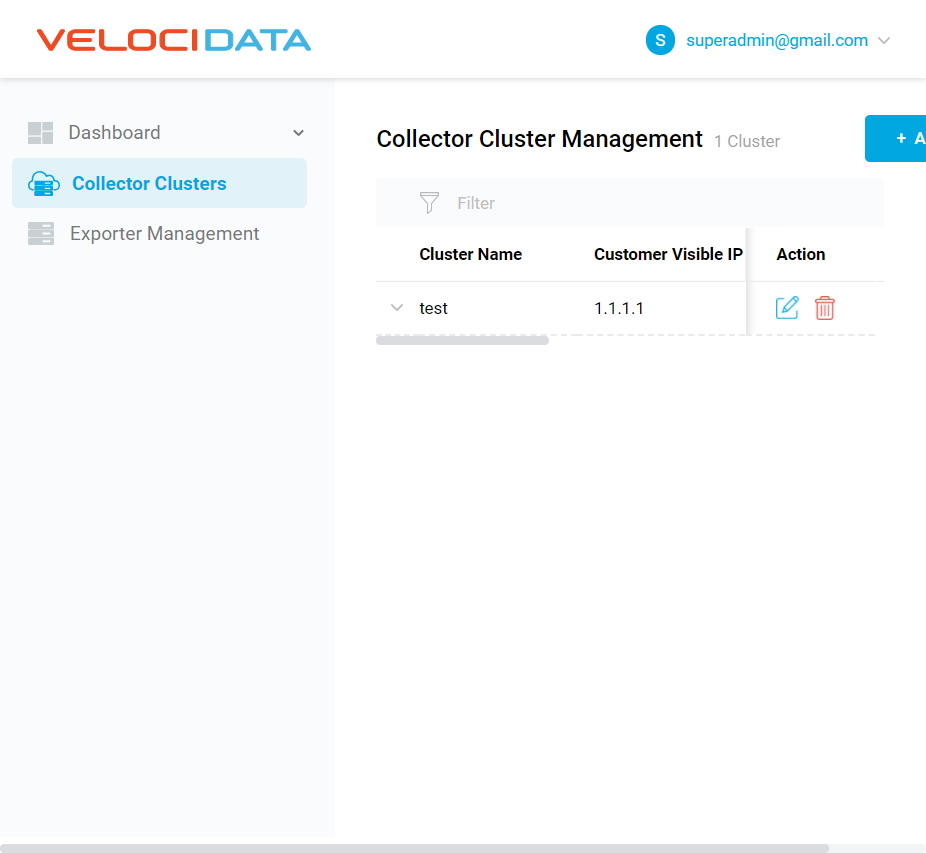 VELOCIDATA
S superadmin@gmail.com
Dashboard
Collector Clusters
Exporter Management
Collector Cluster Management 1 Cluster
+ A
Filter
Cluster Name Customer Visible IP Action
test 1.1.1.1